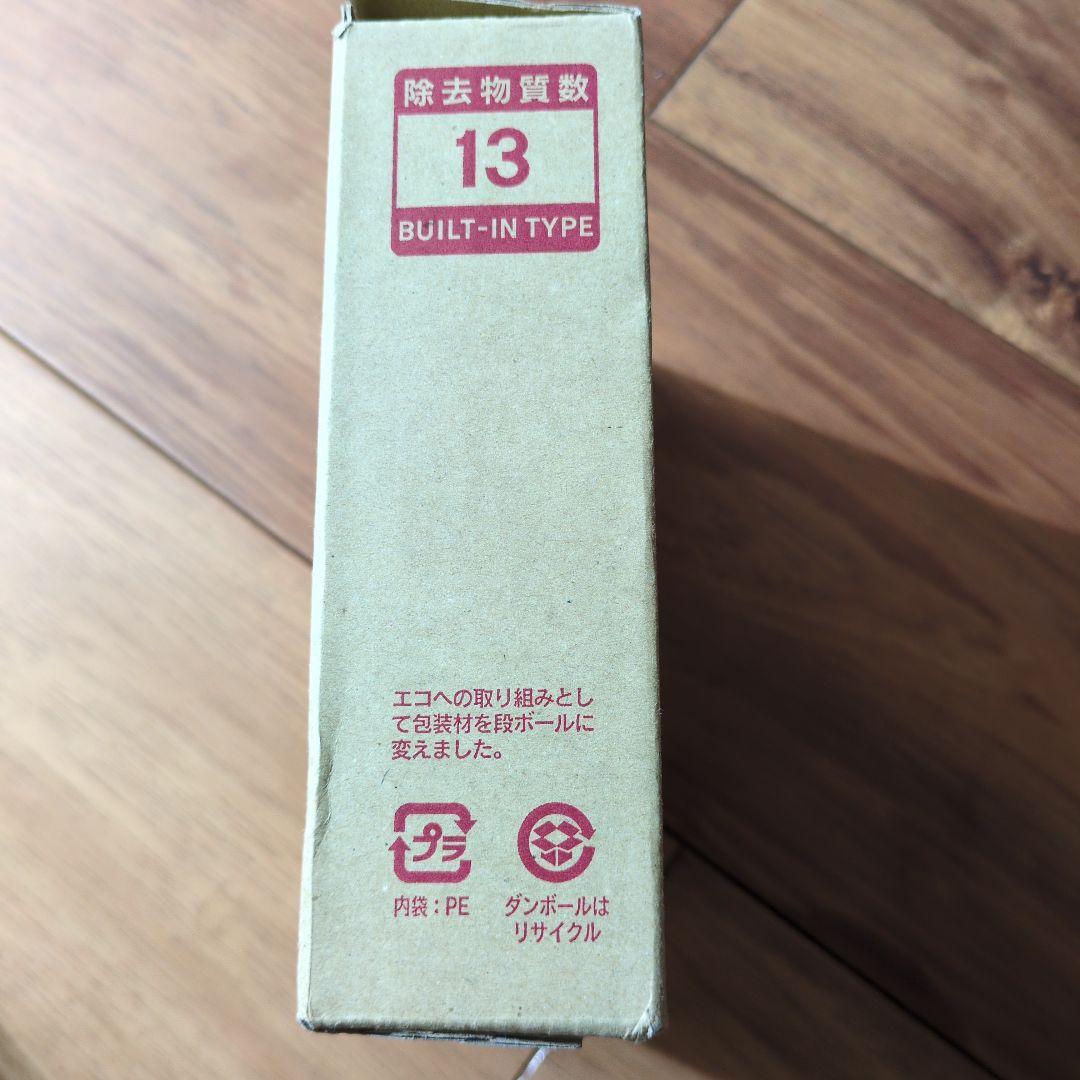 除去物質数
13
BUILT-IN TYPE
エコへの取り組みとし
て包装材を段ボールに
変えました。
プラ
内袋：PE
ダンボールは
リサイクル